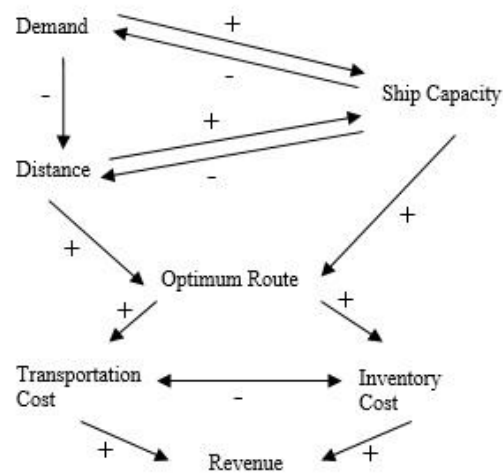 Demand
+
-
-
Ship Capacity
+
Distance
-
+
+
Optimum Route
+
+
Transportation
Cost
-
Inventory
Cost
+
+
Revenue